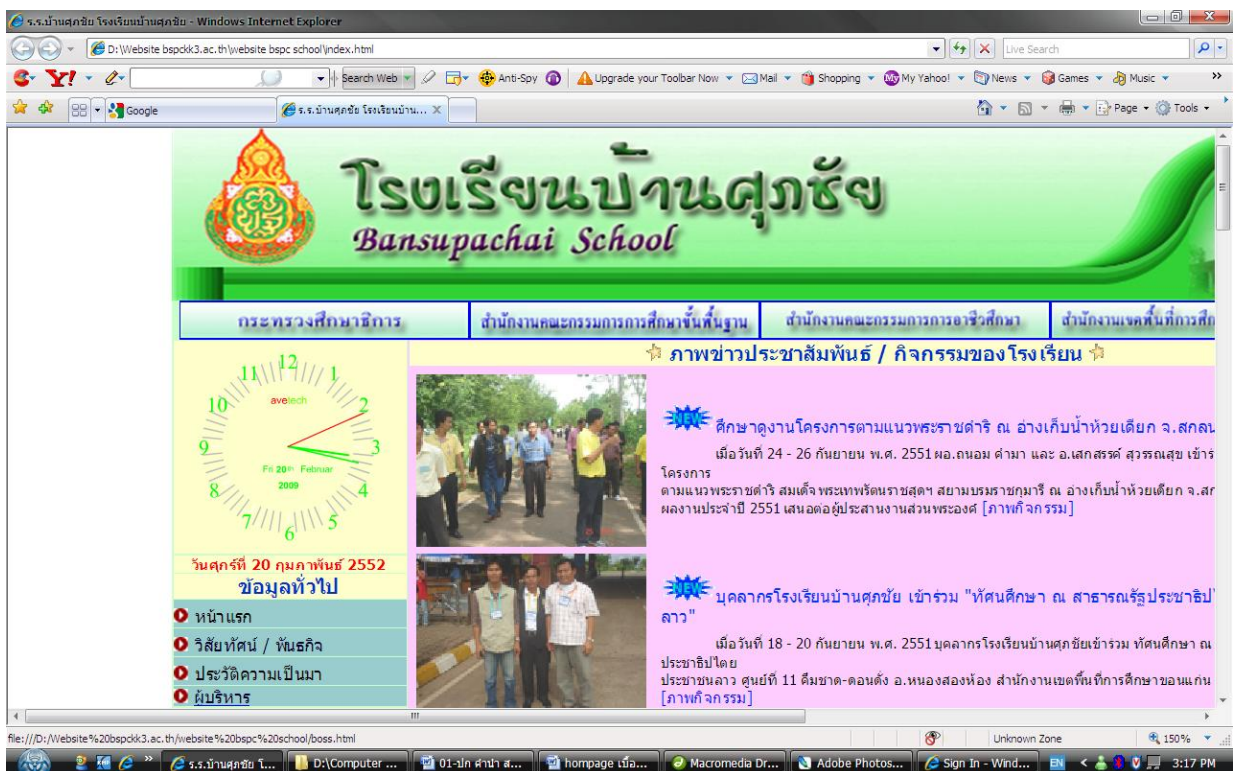 ร.ร.บ้านศุภชัย โรงเรียนบ้านศุภชัย - Windows Internet Explorer
D:\Website bspckk3.ac.th\website bspc school\index.html
Live Search
Y!
Search Web
Anti-Spy
Upgrade your Toolbar Now
Mail
Shopping
My Yahoo!
News
Games
Music
Google
ร.ร.บ้านศุภชัย โรงเรียนบ้าน...
Page
Tools
โรงเรียนบ้านศุภชัย
Bansupachai School
กระทรวงศึกษาธิการ
สำนักงานคณะกรรมการการศึกษาขั้นพื้นฐาน
สำนักงานคณะกรรมการการอาชีวศึกษา
สำนักงานเขตพื้นที่การศึก
12
1
2
3
4
5
6
7
8
9
10
11
avetech
Fri 20th Februar
2009
ภาพข่าวประชาสัมพันธ์ / กิจกรรมของโรงเรียน
NEW
ศึกษาดูงานโครงการตามแนวพระราชดำริ ณ อ่างเก็บน้ำห้วยเดียก จ.สกลน
เมื่อวันที่ 24 - 26 กันยายน พ.ศ. 2551 ผอ.ถนอม คำมา และ อ.เสกสรรค์ สุวรรณสุข เข้าร
โครงการ
ตามแนวพระราชดำริ สมเด็จพระเทพรัตนราชสุดาฯ สยามบรมราชกุมารี ณ อ่างเก็บน้ำห้วยเดียก จ.สก
ผลงานประจำปี 2551 เสนอต่อผู้ประสานงานส่วนพระองค์ [ภาพกิจกรรม]
NEW
บุคลากรโรงเรียนบ้านศุภชัย เข้าร่วม "ทัศนศึกษา ณ สาธารณรัฐประชาธิป
ลาว"
เมื่อวันที่ 18 - 20 กันยายน พ.ศ. 2551 บุคลากรโรงเรียนบ้านศุภชัยเข้าร่วม ทัศนศึกษา ณ
ประชาธิปไตย
ประชาชนลาว ศูนย์ที่ 11 คึมชาด-ดอนดั่ง อ.หนองสองห้อง สำนักงานเขตพื้นที่การศึกษาขอนแก่น
[ภาพกิจกรรม]
วันศุกร์ที่ 20 กุมภาพันธ์ 2552
ข้อมูลทั่วไป
หน้าแรก
วิสัยทัศน์ / พันธกิจ
ประวัติความเป็นมา
ผู้บริหาร
file:///D:/Website%20bspckk3.ac.th/website%20bspc%20school/boss.html
Unknown Zone
150%
ร.ร.บ้านศุภชัย โ...
D:\Computer ...
01-ปก คำนำ ส...
hompage เนื้อ...
Macromedia Dr...
Adobe Photos...
Sign In - Wind...
EN
3:17 PM